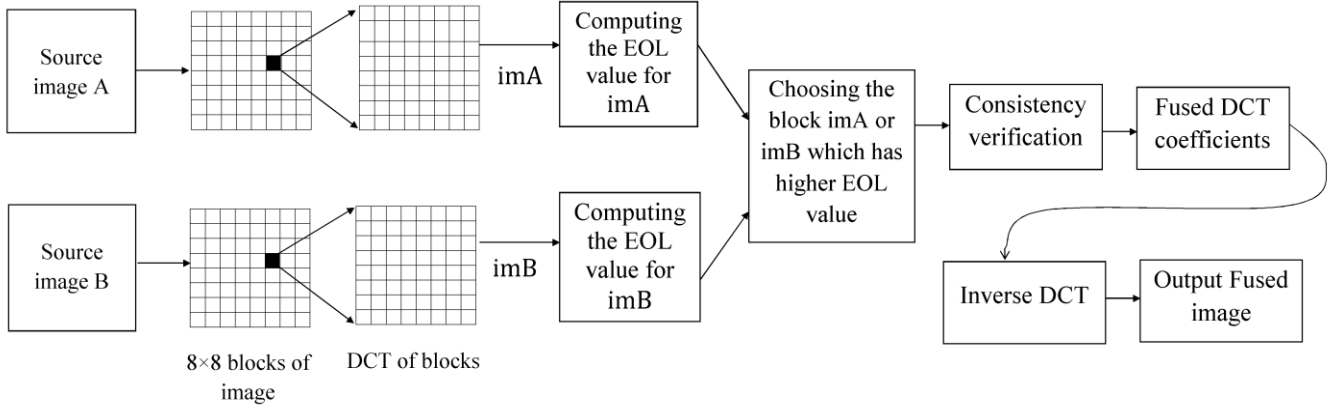 Source
image A
imA
Computing
the EOL
value for
imA
Source
image B
imB
Computing
the EOL
value for
imB
8×8 blocks of
image
DCT of blocks
Choosing the
block imA or
imB which has
higher EOL
value
Consistency
verification
Fused DCT
coefficients
Inverse DCT
Output Fused
image